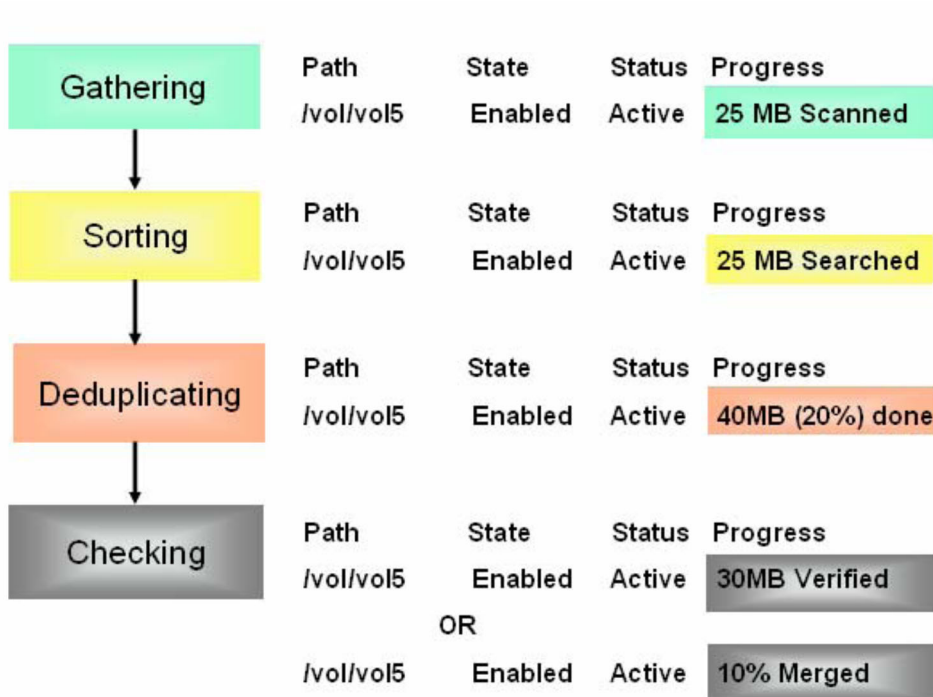 Gathering
Path State Status Progress
/vol/vol5 Enabled Active 25 MB Scanned
Sorting
Path State Status Progress
/vol/vol5 Enabled Active 25 MB Searched
Deduplicating
Path State Status Progress
/vol/vol5 Enabled Active 40MB (20%) done
Checking
Path State Status Progress
/vol/vol5 Enabled Active 30MB Verified
OR
/vol/vol5 Enabled Active 10% Merged